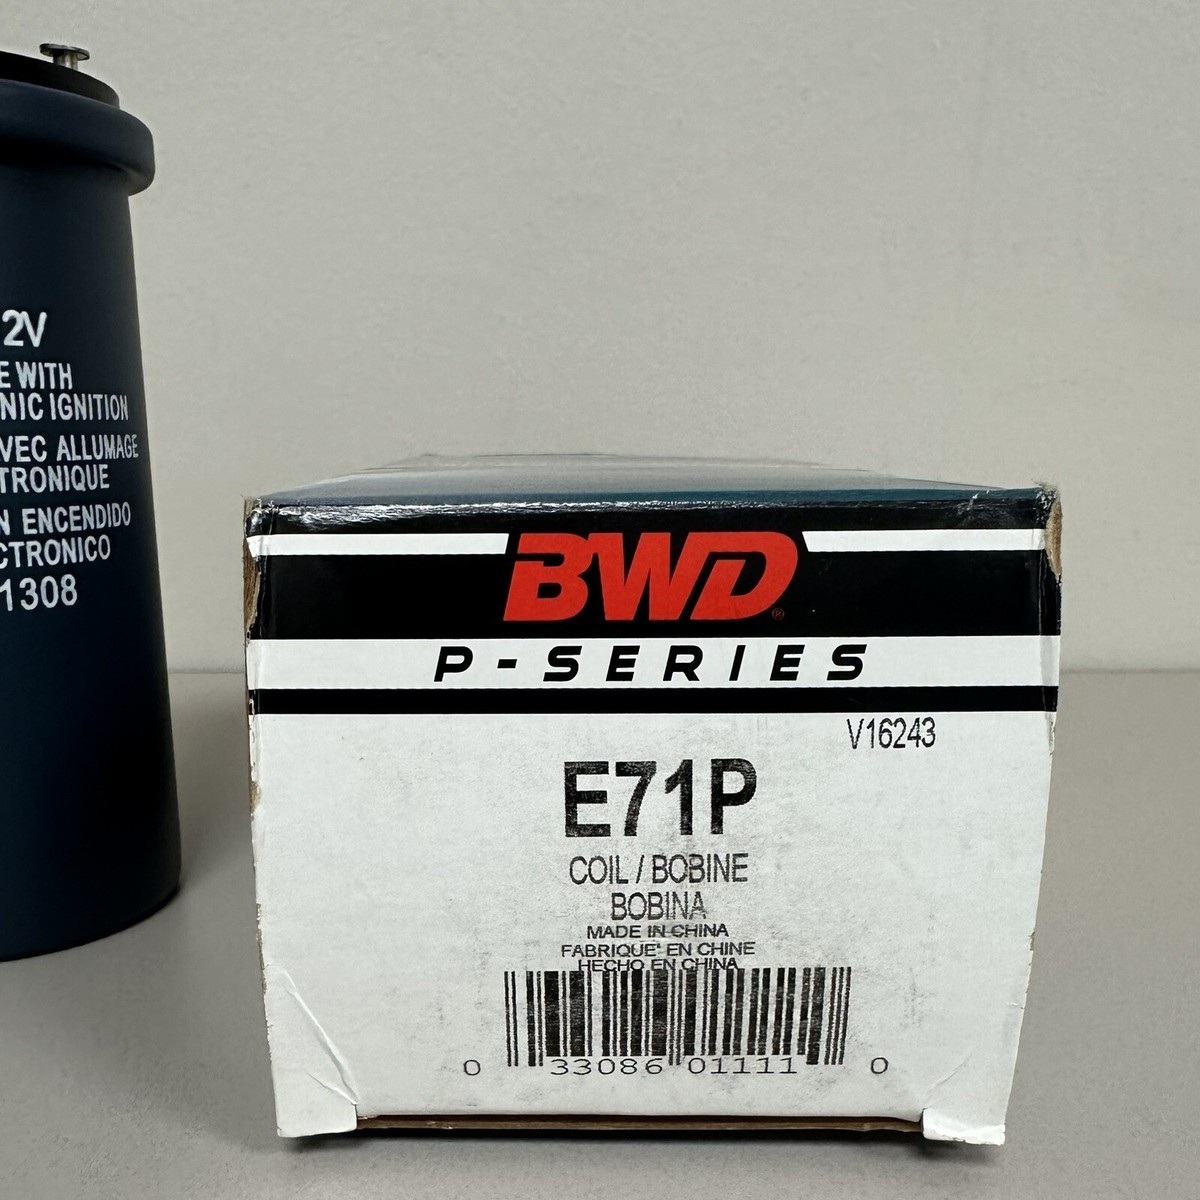 2V
E WITH
NIC IGNITION
VEC ALLUMAGE
TRONIQUE
N ENCENDIDO
CTRONICO
1308
BWD®
P-SERIES
V16243
E71P
COIL / BOBINE
BOBINA
MADE IN CHINA
FABRIQUE' EN CHINE
HECHO EN CHINA
0 33086 01111 0